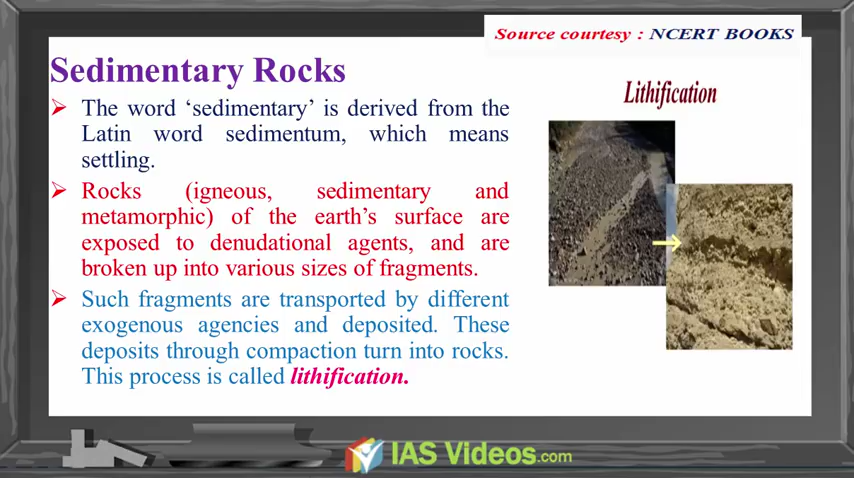 Source courtesy : NCERT BOOKS
Sedimentary Rocks
The word ‘sedimentary’ is derived from the
Latin word sedimentum, which means
settling.
Rocks (igneous, sedimentary and
metamorphic) of the earth’s surface are
exposed to denudational agents, and are
broken up into various sizes of fragments.
Such fragments are transported by different
exogenous agencies and deposited. These
deposits through compaction turn into rocks.
This process is called lithification.
Lithification
IAS Videos.com